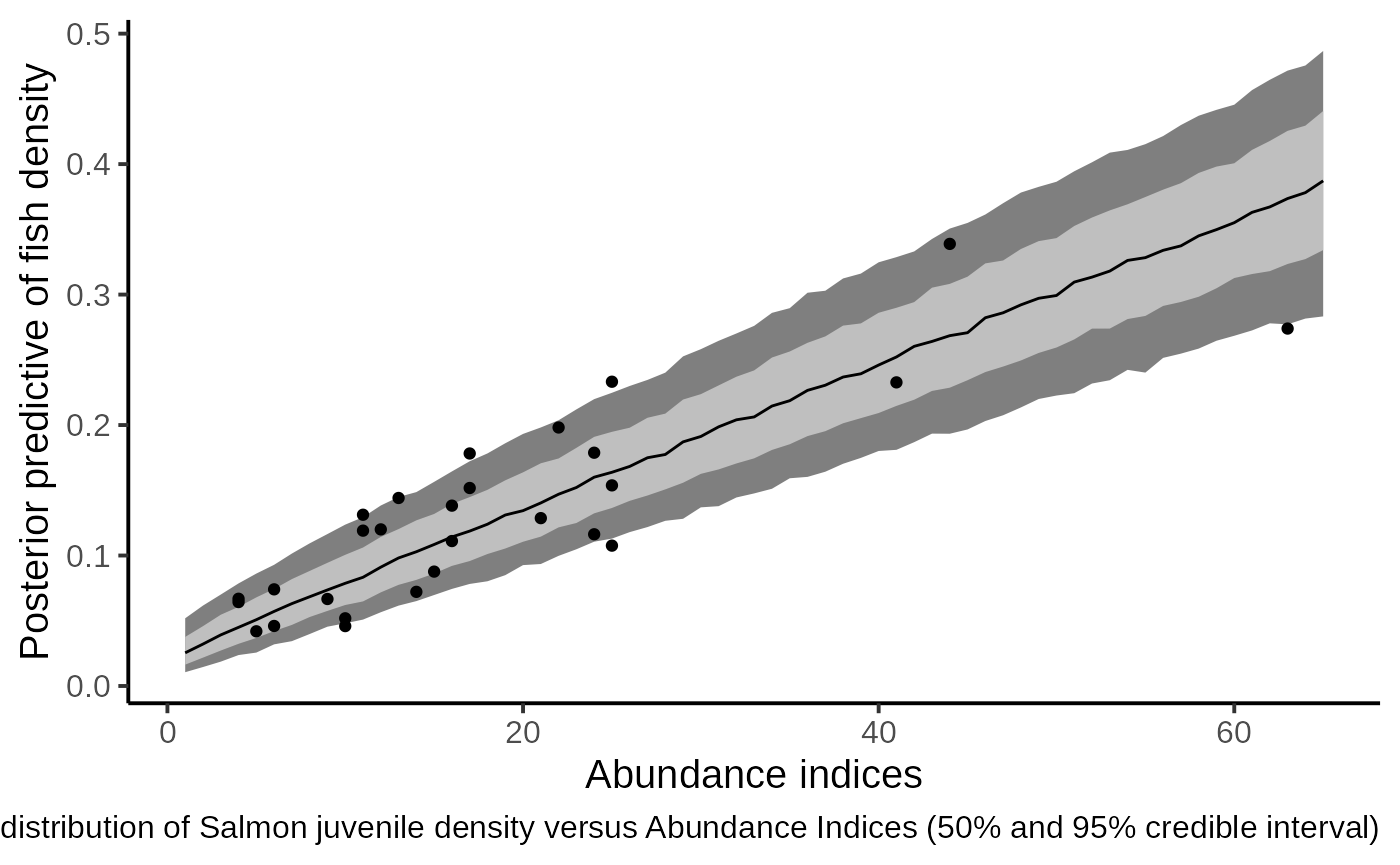 0.5
0.4
0.3
0.2
0.1
0.0
Posterior predictive of fish density
0 20 40 60
Abundance indices
distribution of Salmon juvenile density versus Abundance Indices (50% and 95% credible interval)